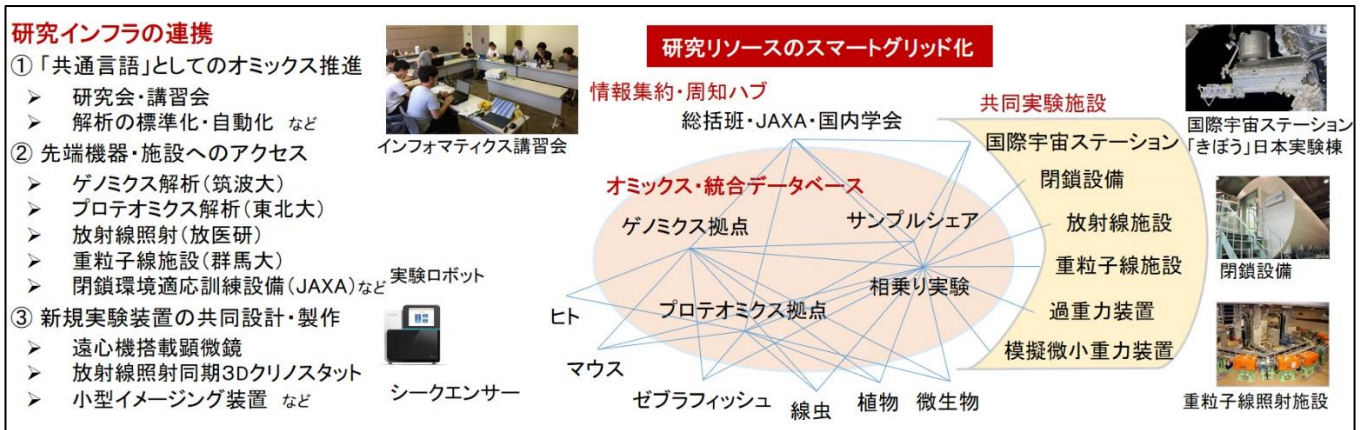 研究インフラの連携
① 「共通言語」としてのオミックス推進
➢ 研究会・講習会
➢ 解析の標準化・自動化 など
② 先端機器・施設へのアクセス
➢ ゲノミクス解析(筑波大)
➢ プロテオミクス解析(東北大)
➢ 放射線照射(放医研)
➢ 重粒子線施設(群馬大)
➢ 閉鎖環境適応訓練設備(JAXA)など
③ 新規実験装置の共同設計・製作
➢ 遠心機搭載顕微鏡
➢ 放射線照射同期3Dクリノスタット
➢ 小型イメージング装置 など
インフォマティクス講習会
実験ロボット
シークエンサー
研究リソースのスマートグリッド化
情報集約・周知ハブ
総括班・JAXA・国内学会
オミックス・統合データベース
ゲノミクス拠点
サンプルシェア
プロテオミクス拠点
相乗り実験
ヒト
マウス
ゼブラフィッシュ
線虫
植物
微生物
共同実験施設
国際宇宙ステーション
閉鎖設備
放射線施設
重粒子線施設
過重力装置
模擬微小重力装置
国際宇宙ステーション
「きぼう」日本実験棟
閉鎖設備
重粒子線照射施設